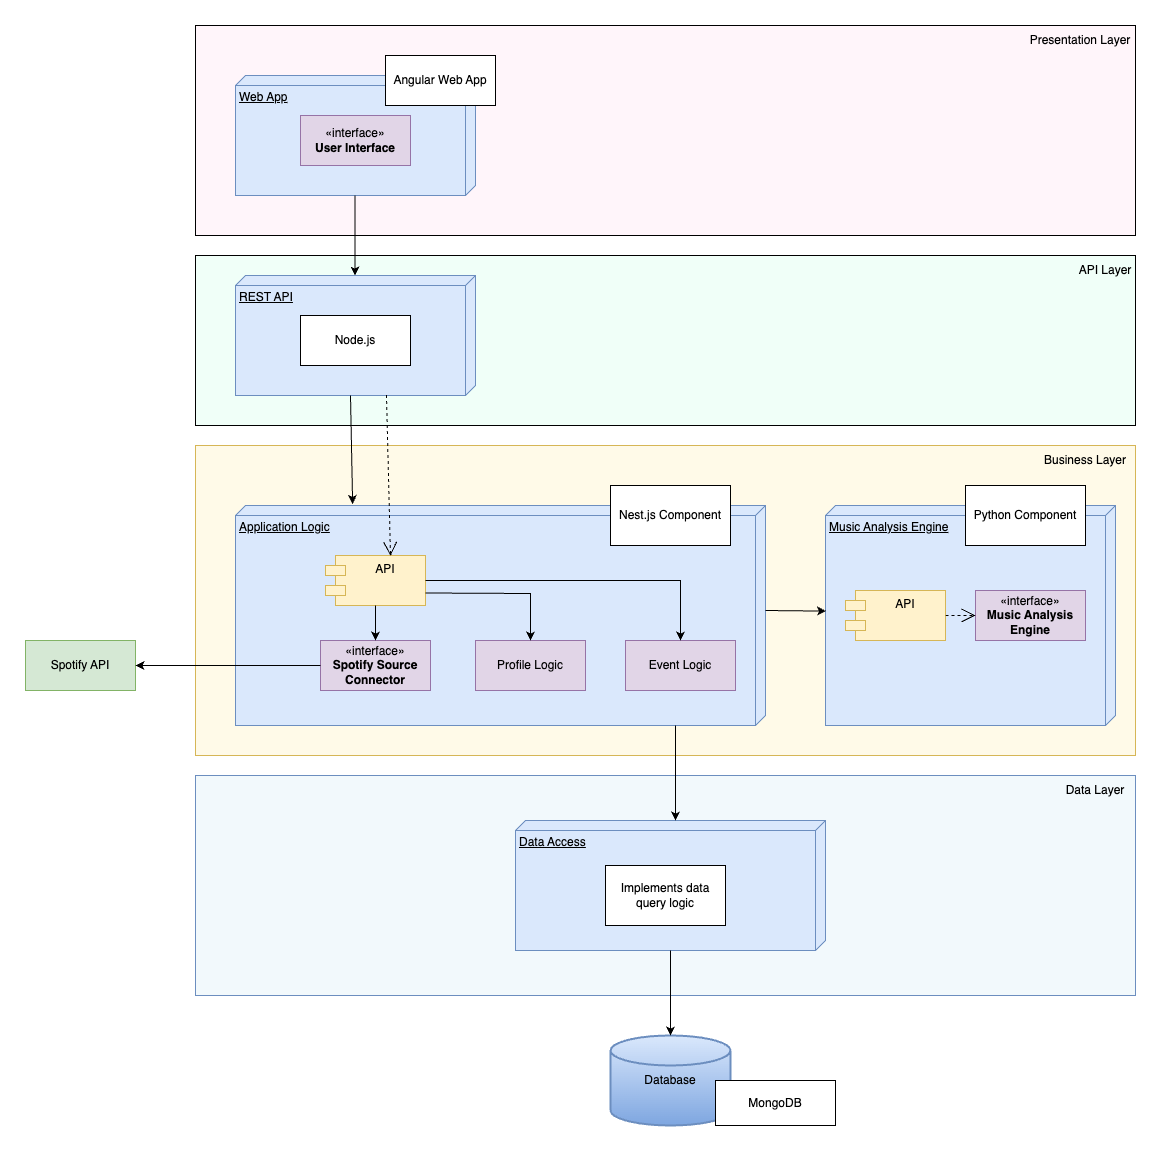 Presentation Layer
Angular Web App
Web App
«interface»
User Interface
API Layer
REST API
Node.js
Business Layer
Nest.js Component
Application Logic
API
«interface»
Spotify Source
Connector
Profile Logic
Event Logic
Python Component
Music Analysis Engine
API
«interface»
Music Analysis
Engine
Spotify API
Data Layer
Data Access
Implements data
query logic
Database
MongoDB